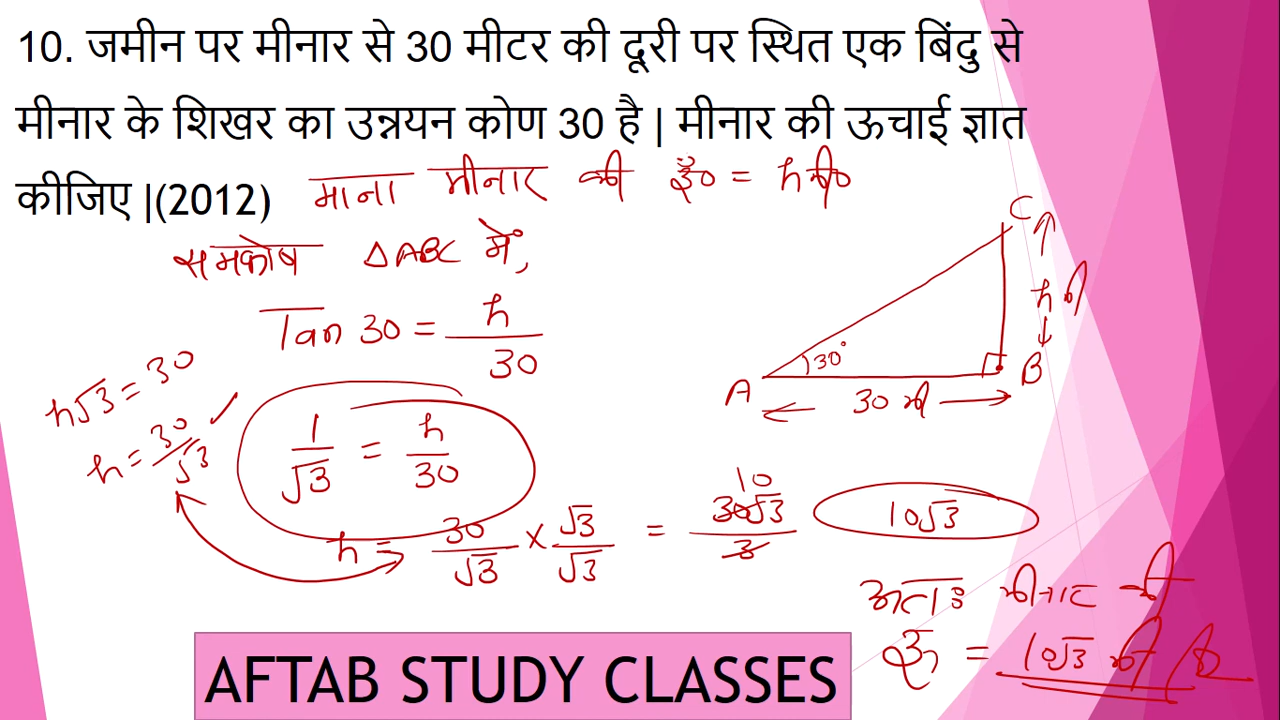 10. जमीन पर मीनार से 30 मीटर की दूरी पर स्थित एक बिंदु से
मीनार के शिखर का उन्नयन कोण 30 है | मीनार की ऊचाई ज्ञात
कीजिए |(2012)
माना मीनार की ऊँ० = h मी०
समकोण ΔABC में,
Tan 30 = h/30
1/√3 = h/30
h√3 = 30
h = 30/√3
h = 30/√3 × √3/√3 = 30√3/3
10
10√3
C
h मी
B
A
30°
30 मी
अतः मीनार की
ऊ = 10√3 मी
AFTAB STUDY CLASSES